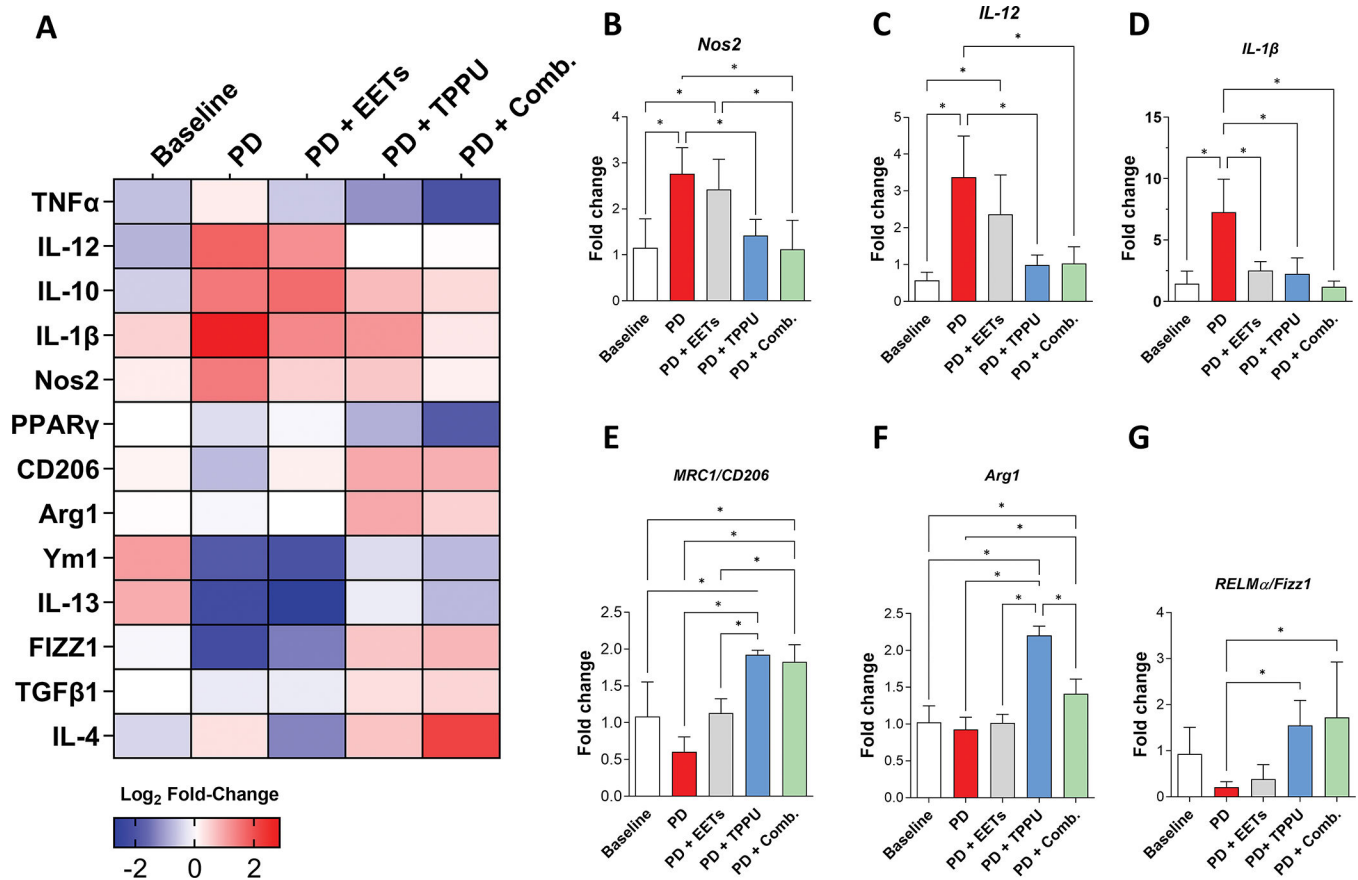 A
Baseline
PD
PD + EETs
PD + TPPU
PD + Comb.
TNFα
IL-12
IL-10
IL-1β
Nos2
PPARγ
CD206
Arg1
Ym1
IL-13
FIZZ1
TGFβ1
IL-4
Log2 Fold-Change
-2 0 2
B
Nos2
* *
* *
* *
Fold change
4
3
2
1
0
Baseline
PD
PD + EETs
PD + TPPU
PD + Comb.
C
IL-12
*
*
* *
Fold change
5
4
3
2
1
0
Baseline
PD
PD + EETs
PD + TPPU
PD + Comb.
D
IL-1β
*
*
* *
Fold change
15
10
5
0
Baseline
PD
PD + EETs
PD + TPPU
PD + Comb.
E
MRC1/CD206
*
*
*
*
*
*
Fold change
2.5
2.0
1.5
1.0
0.5
0.0
Baseline
PD
PD + EETs
PD + TPPU
PD + Comb.
F
Arg1
*
*
*
*
* *
Fold change
2.5
2.0
1.5
1.0
0.5
0.0
Baseline
PD
PD + EETs
PD + TPPU
PD + Comb.
G
RELMα/Fizz1
*
*
Fold change
4
3
2
1
0
Baseline
PD
PD + EETs
PD+ TPPU
PD + Comb.